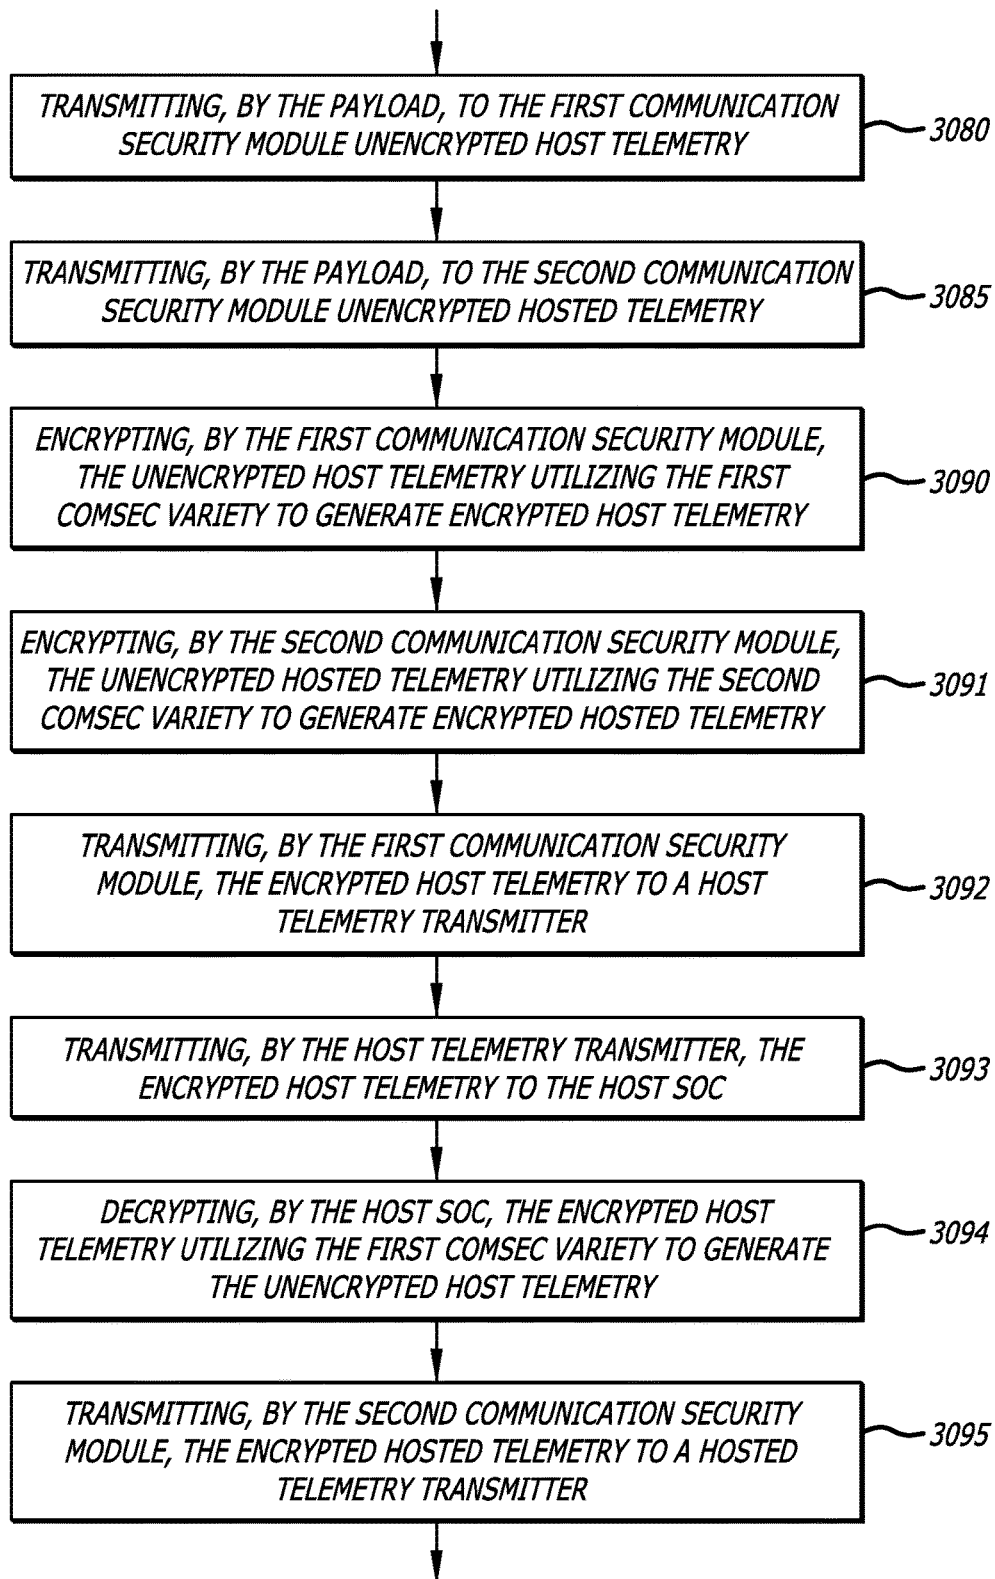 TRANSMITTING, BY THE PAYLOAD, TO THE FIRST COMMUNICATION
SECURITY MODULE UNENCRYPTED HOST TELEMETRY
3080
TRANSMITTING, BY THE PAYLOAD, TO THE SECOND COMMUNICATION
SECURITY MODULE UNENCRYPTED HOSTED TELEMETRY
3085
ENCRYPTING, BY THE FIRST COMMUNICATION SECURITY MODULE,
THE UNENCRYPTED HOST TELEMETRY UTILIZING THE FIRST
COMSEC VARIETY TO GENERATE ENCRYPTED HOST TELEMETRY
3090
ENCRYPTING, BY THE SECOND COMMUNICATION SECURITY MODULE,
THE UNENCRYPTED HOSTED TELEMETRY UTILIZING THE SECOND
COMSEC VARIETY TO GENERATE ENCRYPTED HOSTED TELEMETRY
3091
TRANSMITTING, BY THE FIRST COMMUNICATION SECURITY
MODULE, THE ENCRYPTED HOST TELEMETRY TO A HOST
TELEMETRY TRANSMITTER
3092
TRANSMITTING, BY THE HOST TELEMETRY TRANSMITTER, THE
ENCRYPTED HOST TELEMETRY TO THE HOST SOC
3093
DECRYPTING, BY THE HOST SOC, THE ENCRYPTED HOST
TELEMETRY UTILIZING THE FIRST COMSEC VARIETY TO GENERATE
THE UNENCRYPTED HOST TELEMETRY
3094
TRANSMITTING, BY THE SECOND COMMUNICATION SECURITY
MODULE, THE ENCRYPTED HOSTED TELEMETRY TO A HOSTED
TELEMETRY TRANSMITTER
3095